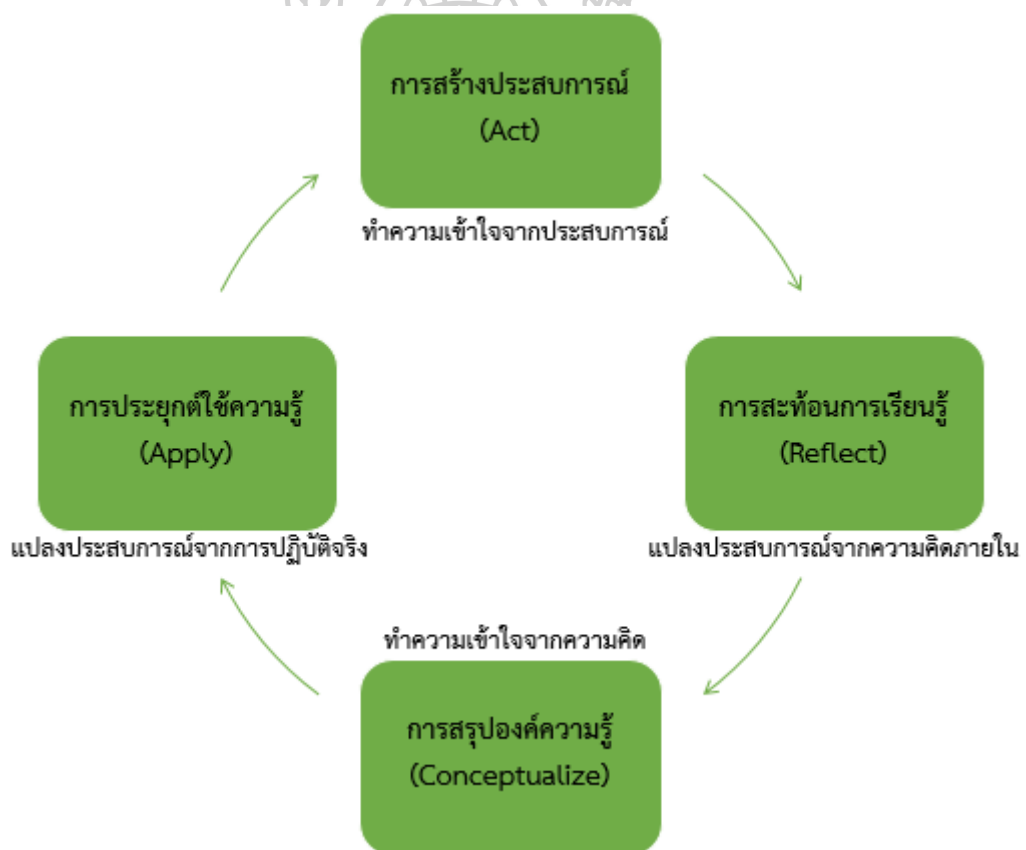 การสร้างประสบการณ์
(Act)
ทำความเข้าใจจากประสบการณ์
การประยุกต์ใช้ความรู้
(Apply)
แปลงประสบการณ์จากการปฏิบัติจริง
การสะท้อนการเรียนรู้
(Reflect)
แปลงประสบการณ์จากความคิดภายใน
ทำความเข้าใจจากความคิด
การสรุปองค์ความรู้
(Conceptualize)